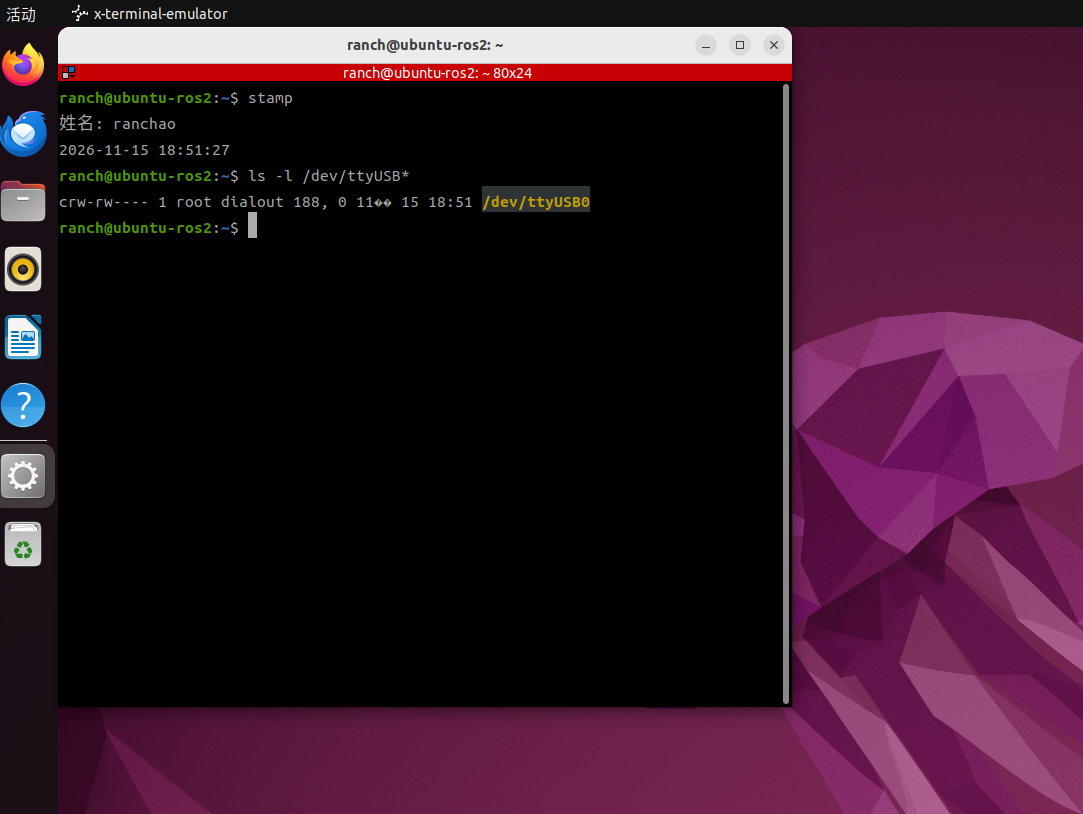 活动
x-terminal-emulator
ranch@ubuntu-ros2: ~
ranch@ubuntu-ros2: ~ 80x24
ranch@ubuntu-ros2:~$ stamp
姓名: ranchao
2026-11-15 18:51:27
ranch@ubuntu-ros2:~$ ls -l /dev/ttyUSB*
crw-rw---- 1 root dialout 188, 0 11�� 15 18:51 /dev/ttyUSB0
ranch@ubuntu-ros2:~$